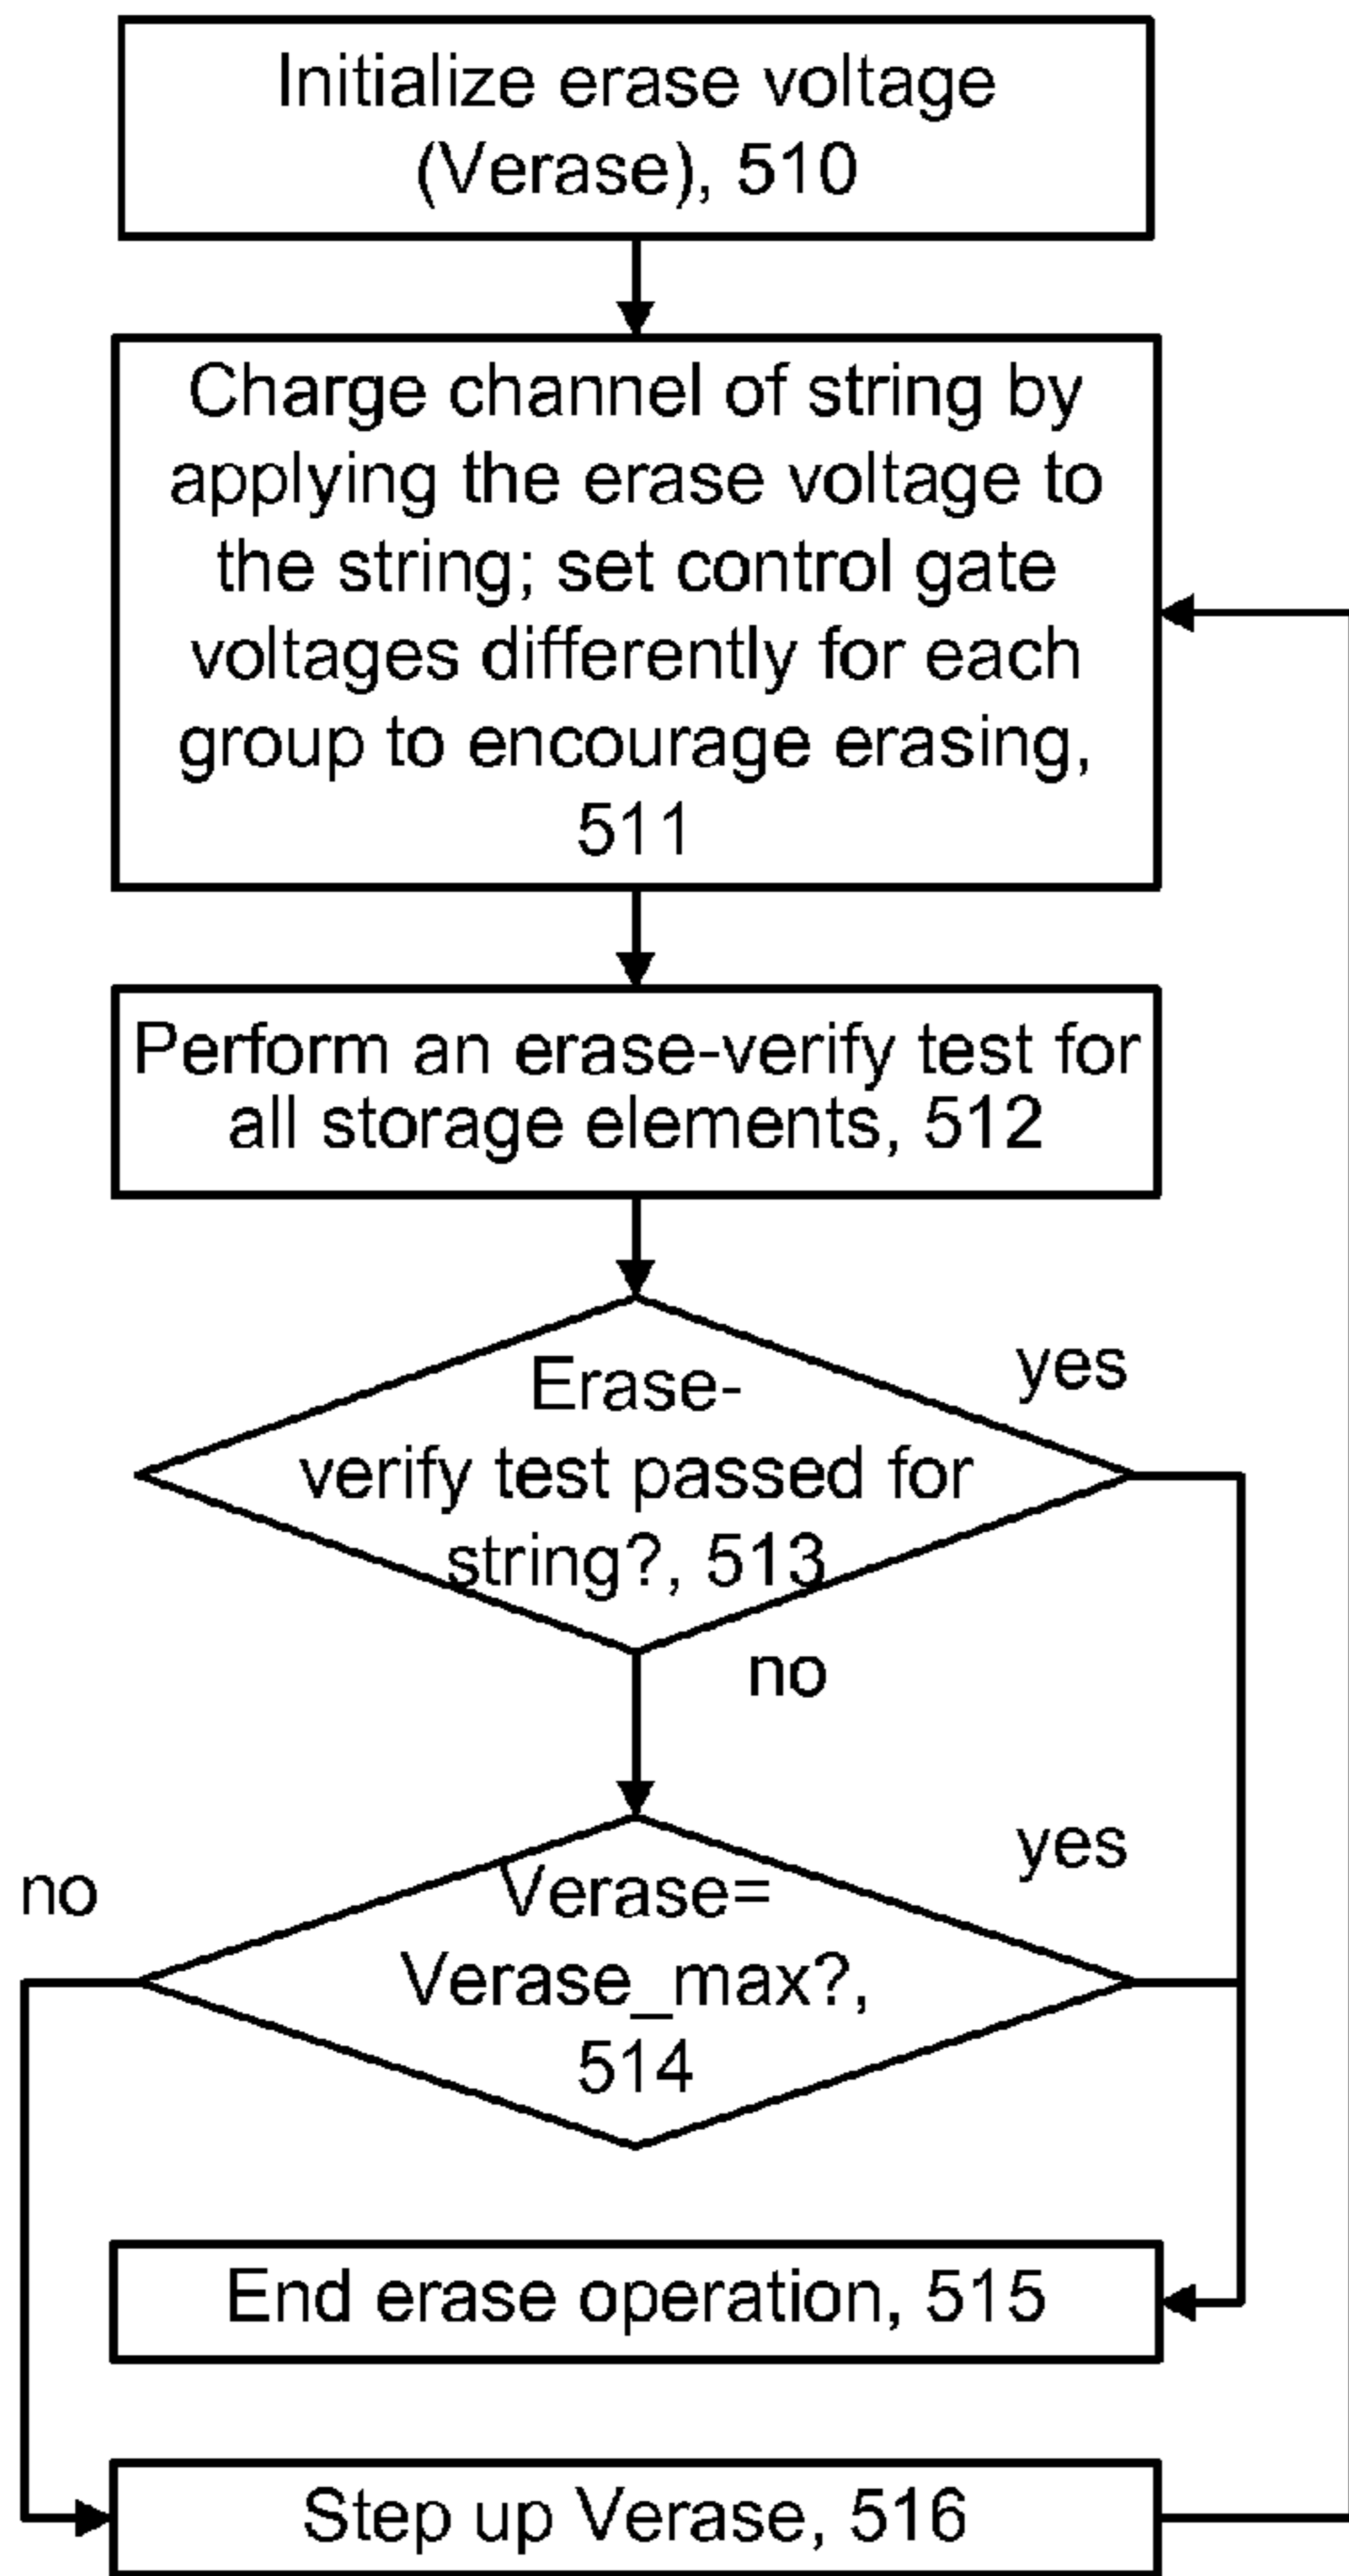 Initialize erase voltage
(Verase), 510
Charge channel of string by
applying the erase voltage to
the string; set control gate
voltages differently for each
group to encourage erasing,
511
Perform an erase-verify test for
all storage elements, 512
Erase-
verify test passed for
string?, 513
yes
no
Verase=
Verase_max?,
514
yes
no
End erase operation, 515
Step up Verase, 516